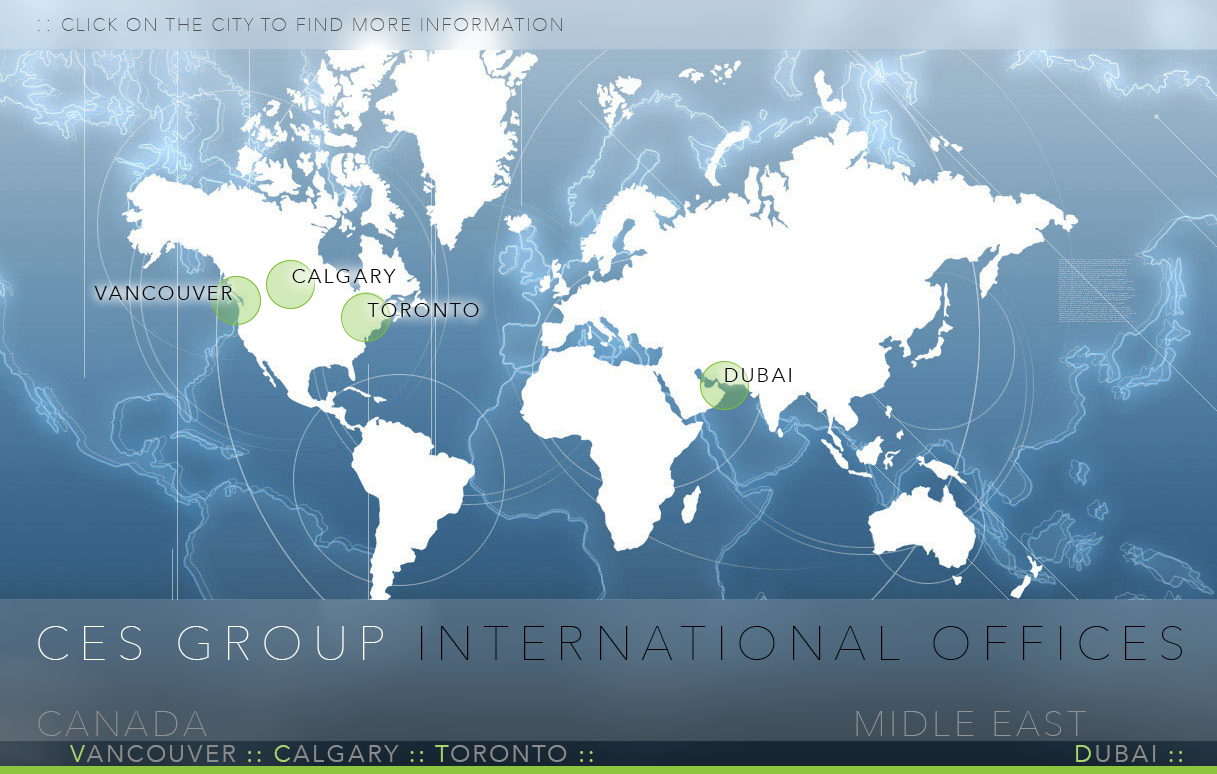 :: CLICK ON THE CITY TO FIND MORE INFORMATION
CALGARY
VANCOUVER
TORONTO
DUBAI
CES GROUP INTERNATIONAL OFFICES
CANADA
MIDLE EAST
VANCOUVER :: CALGARY :: TORONTO ::
DUBAI ::